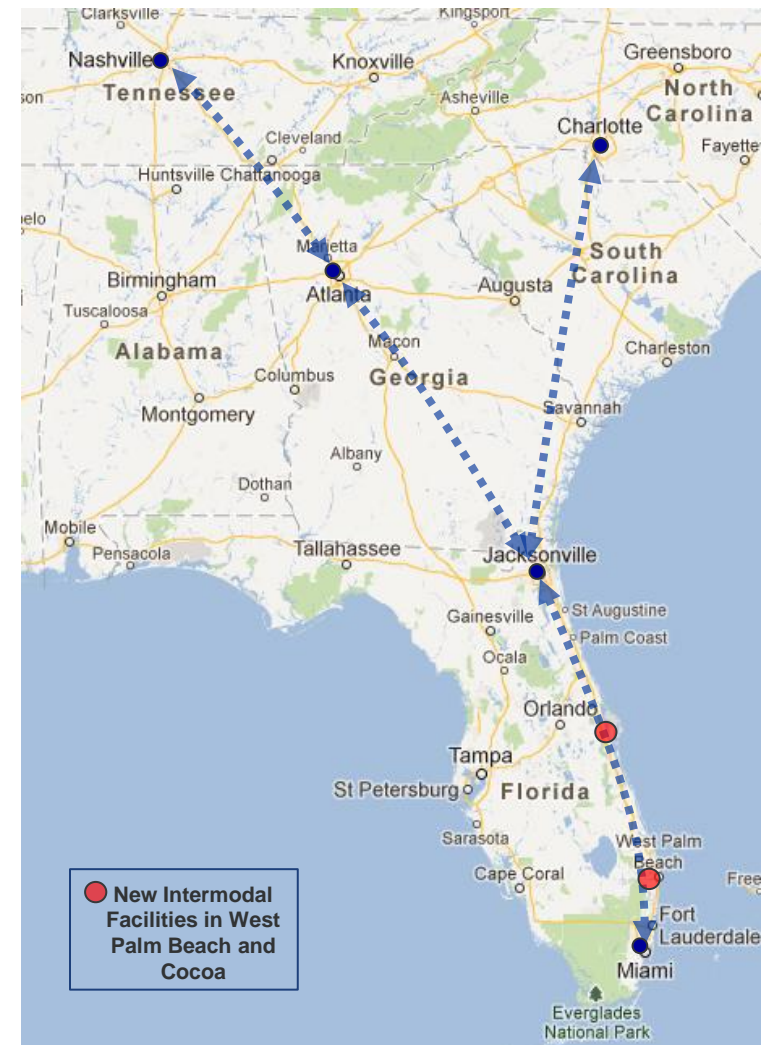 Clarksville
Kingsport
Nashville
Knoxville
Greensboro
Tennessee
North
Carolina
son
Asheville
Charlotte
Cleveland
Fayette
Huntsville
Chattanooga
elo
Marietta
South
Carolina
Birmingham
Atlanta
Augusta
Tuscaloosa
Macon
Charleston
Alabama
Columbus
Georgia
Montgomery
Savannah
Albany
Dothan
Mobile
Pensacola
Tallahassee
Jacksonville
Gainesville
St Augustine
Palm Coast
Ocala
Orlando
Tampa
St Petersburg
Florida
Sarasota
West Palm
Beach
Cape Coral
Free
Fort
Lauderdale
Miami
Everglades
National Park
New Intermodal
Facilities in West
Palm Beach and
Cocoa